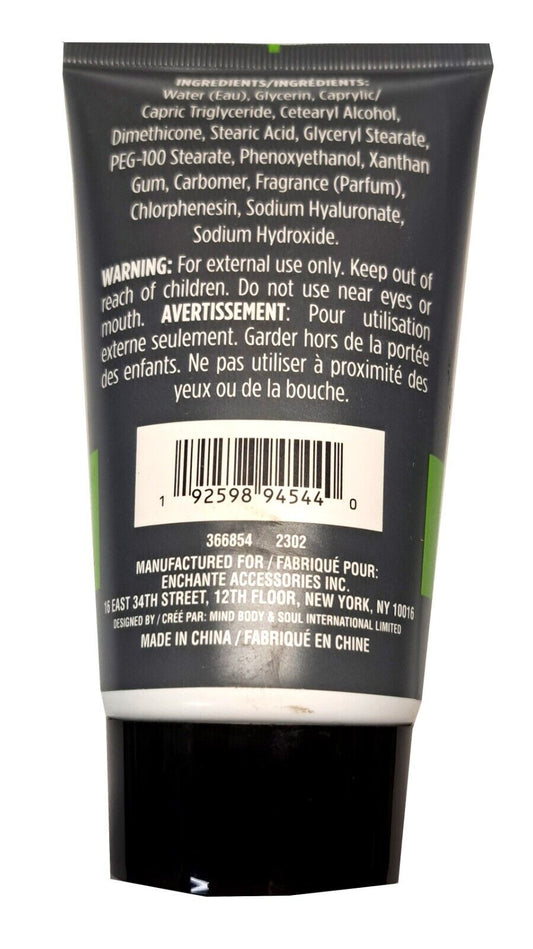 INGREDIENTS/INGRÉDIENTS:
Water (Eau), Glycerin, Caprylic/
Capric Triglyceride, Cetearyl Alcohol,
Dimethicone, Stearic Acid, Glyceryl Stearate,
PEG-100 Stearate, Phenoxyethanol, Xanthan
Gum, Carbomer, Fragrance (Parfum),
Chlorphenesin, Sodium Hyaluronate,
Sodium Hydroxide.
WARNING: For external use only. Keep out of
reach of children. Do not use near eyes or
mouth. AVERTISSEMENT: Pour utilisation
externe seulement. Garder hors de la portée
des enfants. Ne pas utiliser à proximité des
yeux ou de la bouche.
1 92598 94544 0
366854 2302
MANUFACTURED FOR / FABRIQUÉ POUR:
ENCHANTE ACCESSORIES INC.
16 EAST 34TH STREET, 12TH FLOOR, NEW YORK, NY 10016
DESIGNED BY / CRÉÉ PAR: MIND BODY & SOUL INTERNATIONAL LIMITED
MADE IN CHINA / FABRIQUÉ EN CHINE